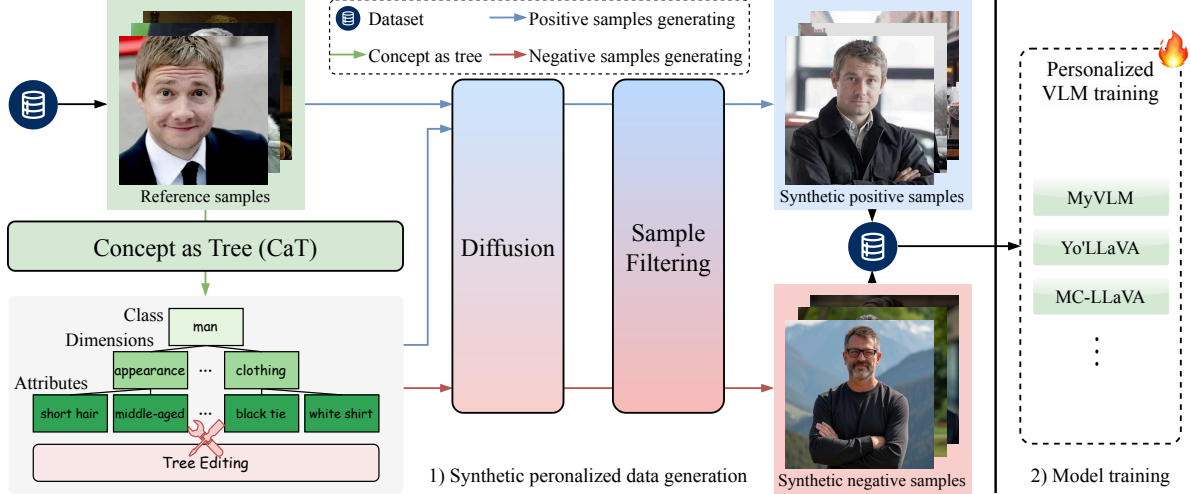 Dataset
Positive samples generating
Concept as tree
Negative samples generating
Reference samples
Concept as Tree (CaT)
Class
man
Dimensions
appearance
...
clothing
Attributes
short hair
middle-aged
...
black tie
white shirt
Tree Editing
Diffusion
Sample
Filtering
Synthetic positive samples
Synthetic negative samples
1) Synthetic peronalized data generation
Personalized
VLM training
MyVLM
Yo'LLaVA
MC-LLaVA
2) Model training